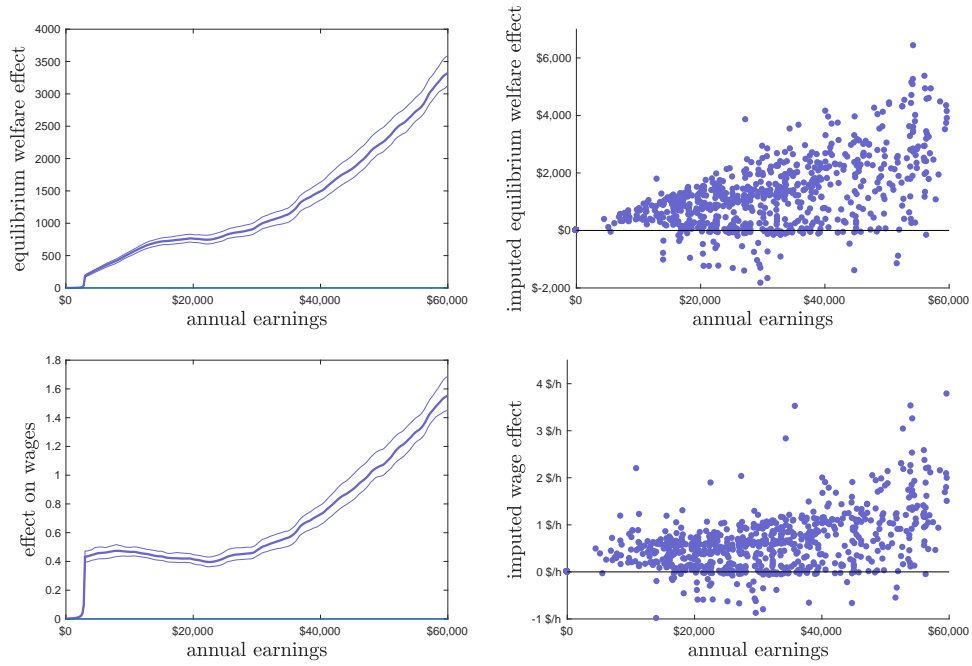 equilibrium welfare effect
4000
3500
3000
2500
2000
1500
1000
500
0
$0
$20,000
$40,000
$60,000
annual earnings
imputed equilibrium welfare effect
$6,000
$4,000
$2,000
$0
$-2,000
$0
$20,000
$40,000
$60,000
annual earnings
effect on wages
1.8
1.6
1.4
1.2
1
0.8
0.6
0.4
0.2
0
$0
$20,000
$40,000
$60,000
annual earnings
imputed wage effect
4 $/h
3 $/h
2 $/h
1 $/h
0 $/h
-1 $/h
$0
$20,000
$40,000
$60,000
annual earnings